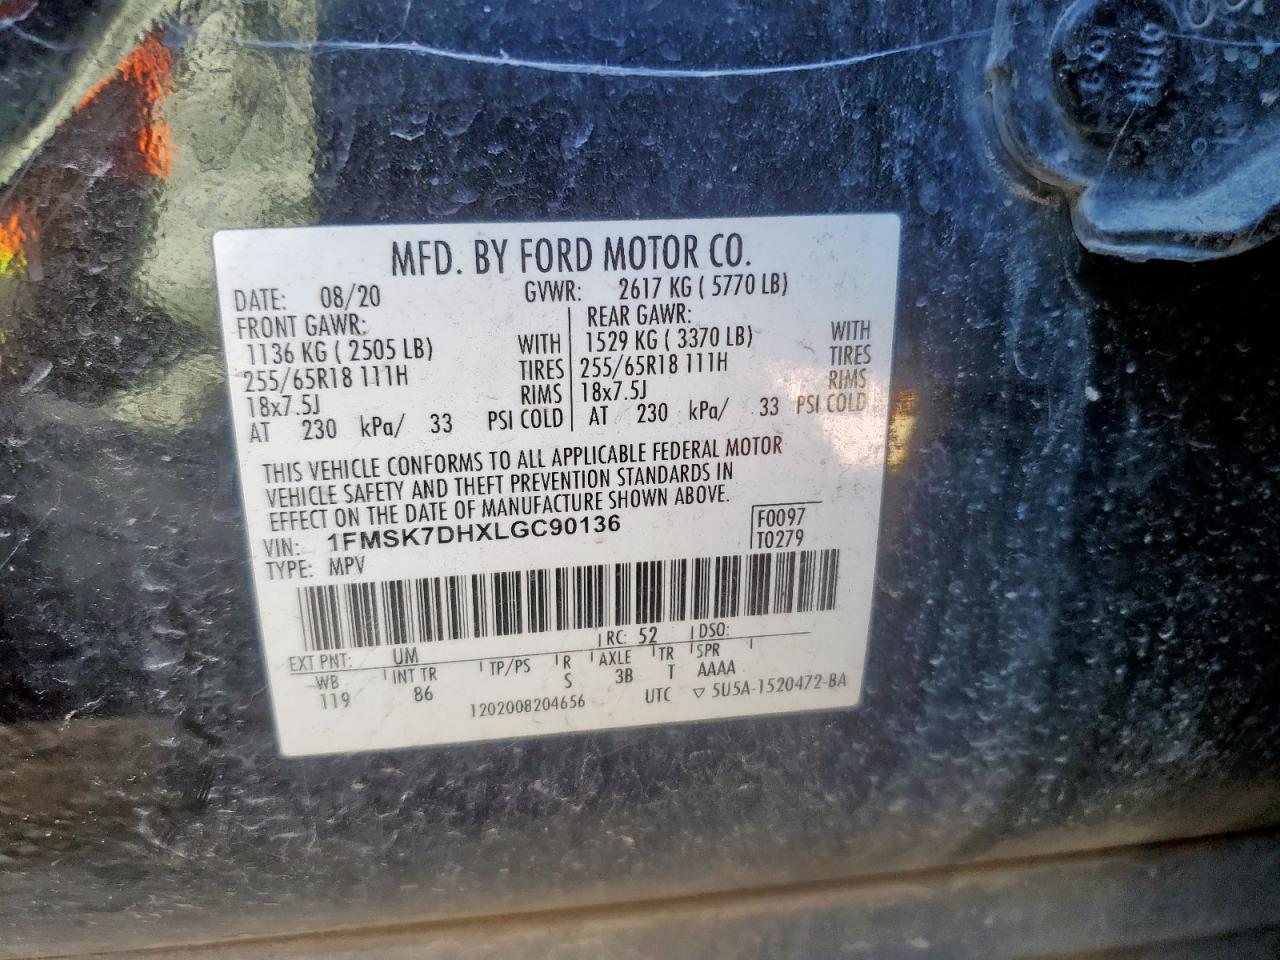 MFD. BY FORD MOTOR CO.
DATE: 08/20 GVWR: 2617 KG ( 5770 LB)
FRONT GAWR: REAR GAWR:
1136 KG ( 2505 LB) WITH 1529 KG ( 3370 LB) WITH
255/65R18 111H TIRES 255/65R18 111H TIRES
18x7.5J RIMS 18x7.5J RIMS
AT 230 kPa/ 33 PSI COLD AT 230 kPa/ 33 PSI COLD
THIS VEHICLE CONFORMS TO ALL APPLICABLE FEDERAL MOTOR
VEHICLE SAFETY AND THEFT PREVENTION STANDARDS IN
EFFECT ON THE DATE OF MANUFACTURE SHOWN ABOVE.
VIN: 1FMSK7DHXLGC90136 F0097
TYPE: MPV T0279
EXT PNT: UM RC: 52 DSO:
WB INT TR TP/PS R AXLE TR SPR
119 86 S 3B T AAAA
1202008204656 UTC ▽ 5U5A-1520472-BA